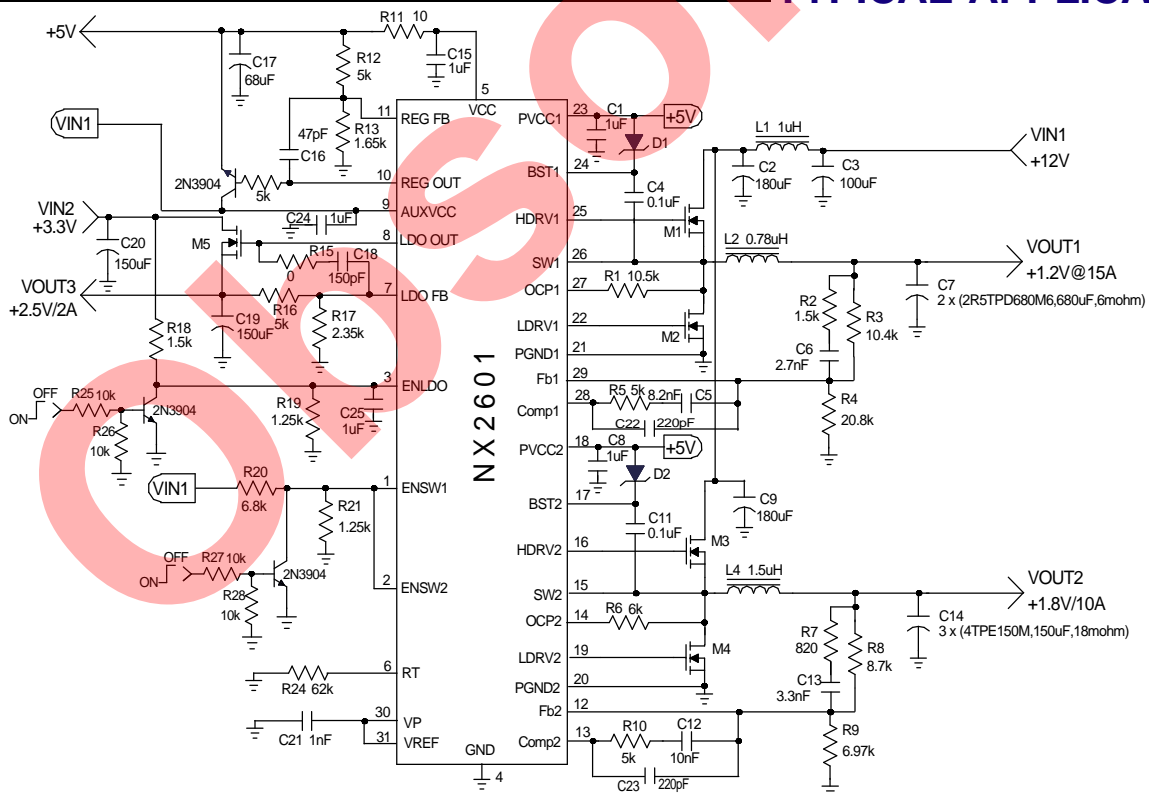 +5V
R11 10
C17
68uF
R12
5k
C15
1uF
5
VCC
VIN1
11
REG FB
47pF
C16
R13
1.65k
2N3904
5k
10
REG OUT
9
AUXVCC
C24
1uF
VIN2
+3.3V
C20
150uF
M5
8
LDO OUT
R15
0
C18
150pF
VOUT3
+2.5V/2A
7
LDO FB
R16
5k
C19
150uF
R17
2.35k
R18
1.5k
3
ENLDO
OFF
ON
R25 10k
2N3904
R26
10k
R19
1.25k
C25
1uF
VIN1
R20
6.8k
1
ENSW1
R21
1.25k
OFF
ON
R27 10k
2N3904
R28
10k
2
ENSW2
R24 62k
6
RT
30
VP
C21 1nF
31
VREF
GND
4
NX2601
PVCC1
23
C1
1uF
+5V
D1
BST1
24
C4
0.1uF
L1 1uH
VIN1
+12V
C2
180uF
C3
100uF
HDRV1
25
M1
SW1
26
L2 0.78uH
VOUT1
+1.2V@15A
OCP1
27
R1 10.5k
C7
2 x (2R5TPD680M6,680uF,6mohm)
R2
1.5k
R3
10.4k
LDRV1
22
M2
PGND1
21
C6
2.7nF
Fb1
29
Comp1
28
R5 5k
8.2nF C5
C22 220pF
R4
20.8k
PVCC2
18
C8
1uF
+5V
D2
BST2
17
C11
0.1uF
C9
180uF
HDRV2
16
M3
L4 1.5uH
SW2
15
VOUT2
+1.8V/10A
OCP2
14
R6 6k
C14
3 x (4TPE150M,150uF,18mohm)
R7
820
R8
8.7k
LDRV2
19
M4
PGND2
20
C13
3.3nF
Fb2
12
Comp2
13
R10
5k
C12
10nF
C23
220pF
R9
6.97k